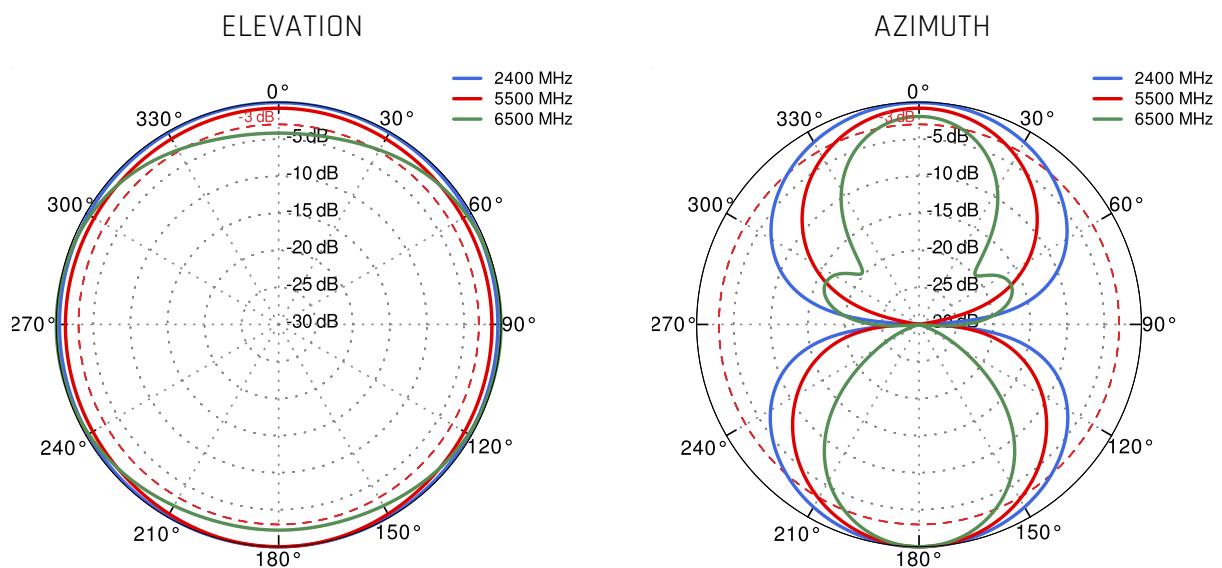 ELEVATION
2400 MHz
5500 MHz
6500 MHz
0°
330°
30°
-3 dB
-5 dB
-10 dB
300°
60°
-15 dB
-20 dB
-25 dB
270°
-30 dB
90°
240°
120°
210°
150°
180°
AZIMUTH
2400 MHz
5500 MHz
6500 MHz
0°
330°
30°
-3 dB
-5 dB
-10 dB
300°
60°
-15 dB
-20 dB
-25 dB
270°
-30 dB
90°
240°
120°
210°
150°
180°